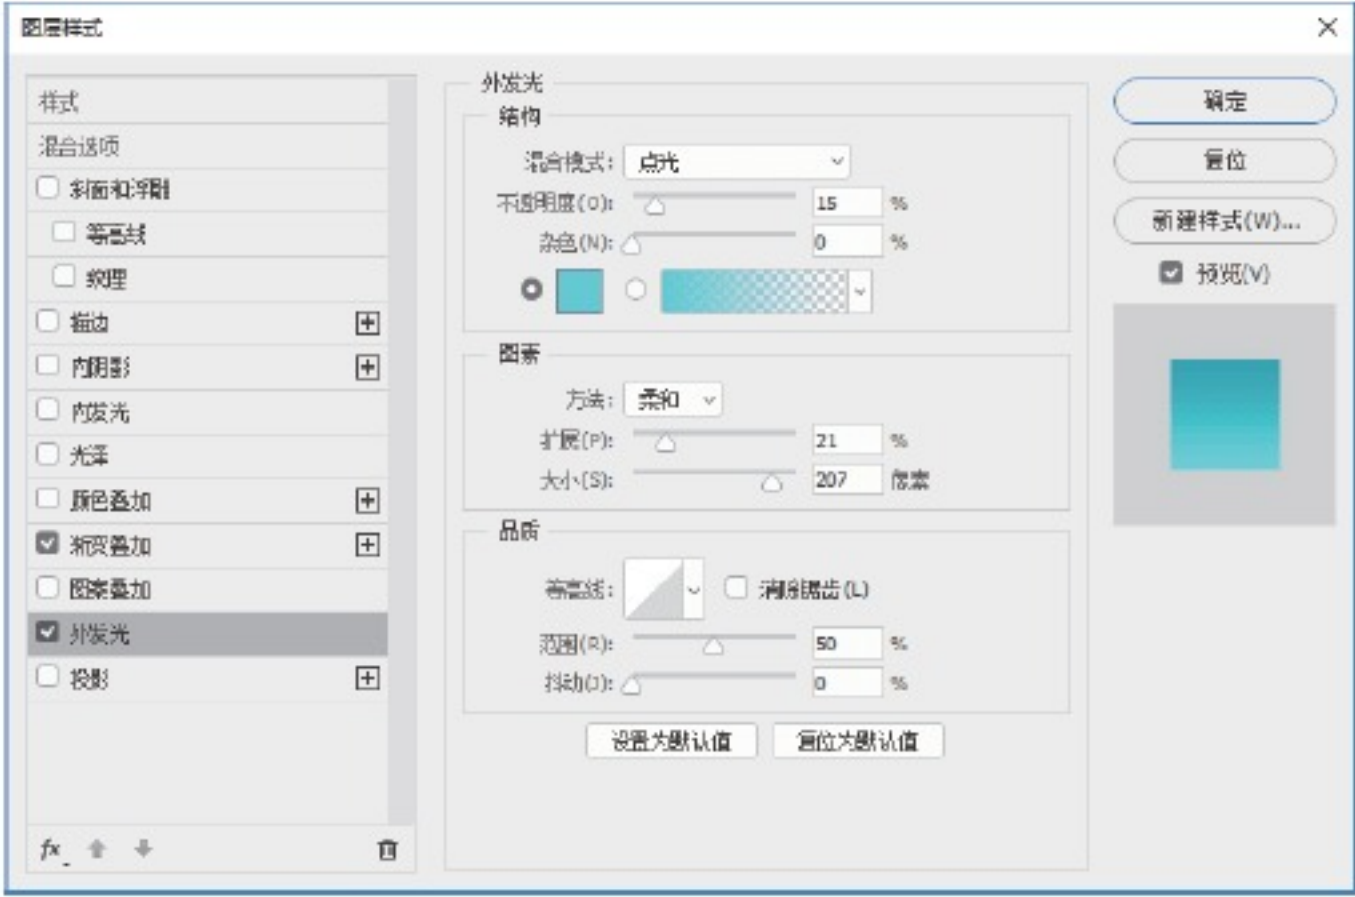 图层样式
样式
混合选项
斜面和浮雕
等高线
纹理
描边
内阴影
内发光
光泽
颜色叠加
渐变叠加
图案叠加
外发光
投影
fx
外发光
结构
混合模式: 点光
不透明度(O): 15 %
杂色(N): 0 %
图素
方法: 柔和
扩展(P): 21 %
大小(S): 207 像素
品质
等高线: 消除锯齿(L)
范围(R): 50 %
抖动(J): 0 %
设置为默认值 复位为默认值
确定
复位
新建样式(W)...
预览(V)